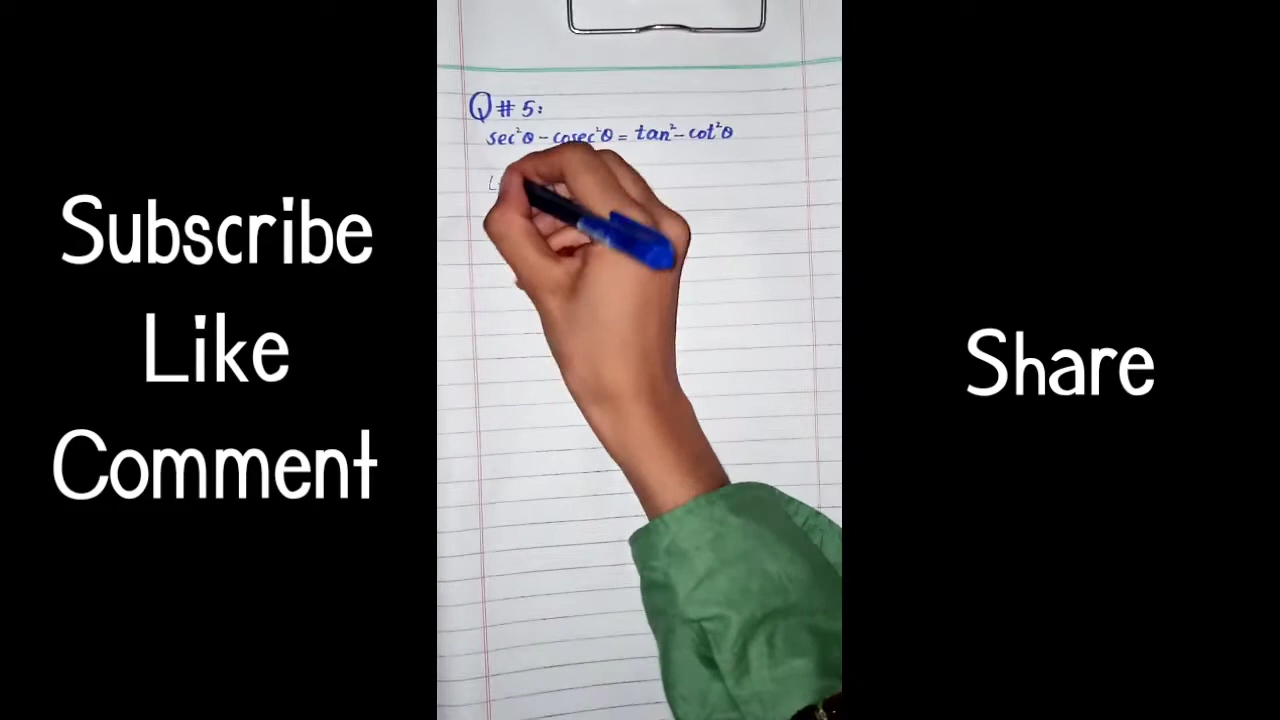 Subscribe
Like
Comment
Q # 5:
sec²θ - cosec²θ = tan² - cot²θ
L
Share